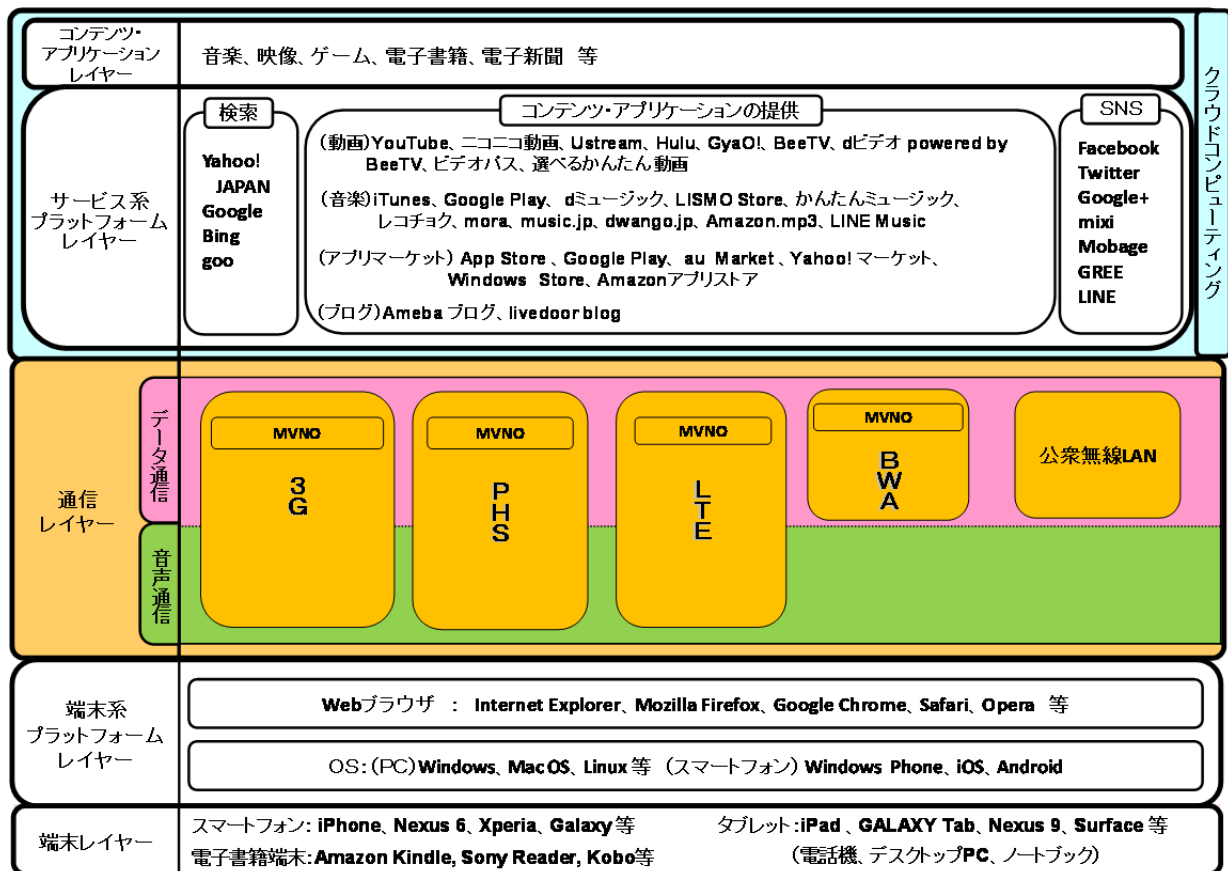 コンテンツ・
アプリケーション
レイヤー
音楽、映像、ゲーム、電子書籍、電子新聞 等
クラウドコンピューティング
サービス系
プラットフォーム
レイヤー
検索
Yahoo!
JAPAN
Google
Bing
goo
コンテンツ・アプリケーションの提供
(動画)YouTube、ニコニコ動画、Ustream、Hulu、GyaO!、BeeTV、dビデオ powered by
BeeTV、ビデオパス、選べるかんたん動画
(音楽)iTunes、Google Play、dミュージック、LISMO Store、かんたんミュージック、
レコチョク、mora、music.jp、dwango.jp、Amazon.mp3、LINE Music
(アプリマーケット) App Store 、Google Play、au Market 、Yahoo! マーケット、
Windows Store、Amazonアプリストア
(ブログ)Ameba ブログ、livedoor blog
SNS
Facebook
Twitter
Google+
mixi
Mobage
GREE
LINE
通信
レイヤー
データ通信
音声通信
MVNO
3G
MVNO
PHS
MVNO
LTE
MVNO
BWA
公衆無線LAN
端末系
プラットフォーム
レイヤー
Webブラウザ : Internet Explorer、Mozilla Firefox、Google Chrome、Safari、Opera 等
OS:(PC)Windows、MacOS、Linux 等 (スマートフォン) Windows Phone、iOS、Android
端末レイヤー
スマートフォン: iPhone、Nexus 6、Xperia、Galaxy 等
タブレット:iPad 、GALAXY Tab、Nexus 9、Surface 等
電子書籍端末:Amazon Kindle, Sony Reader, Kobo等
(電話機、デスクトップPC、ノートブック)